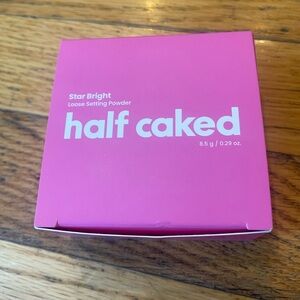 Star Bright
Loose Setting Powder
half caked
8.5 g / 0.29 oz.